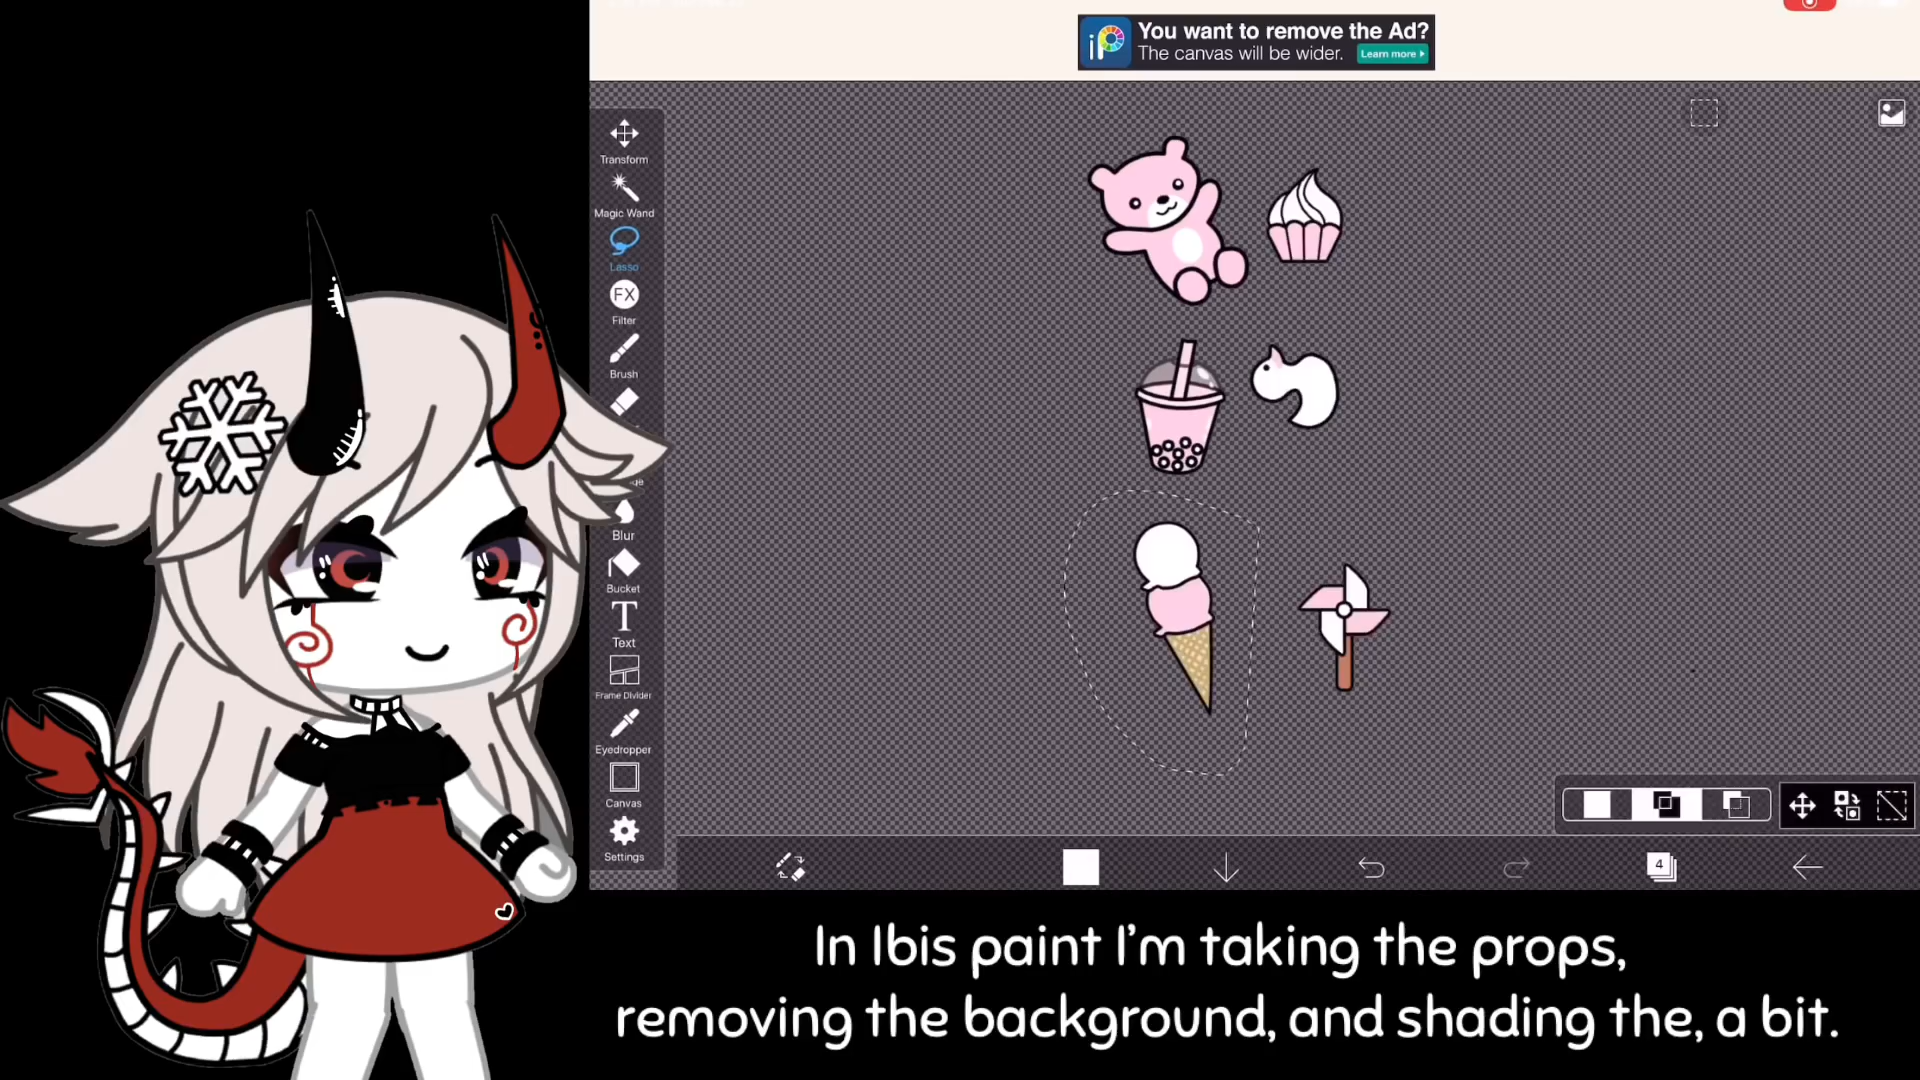 You want to remove the Ad?
The canvas will be wider.
Learn more
iP
Transform
Magic Wand
Lasso
FX
Filter
Brush
Blur
Bucket
T
Text
Frame Divider
Eyedropper
Canvas
Settings
4
In Ibis paint I'm taking the props,
removing the background, and shading the, a bit.